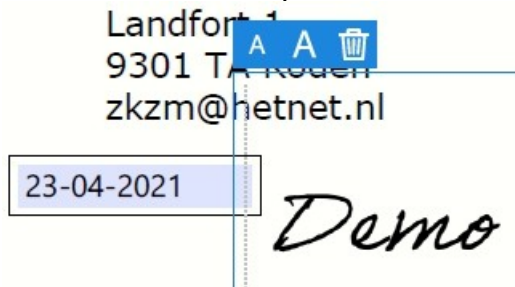 Landfort 1
A A
9301 TA Roden
zkzm@hetnet.nl
23-04-2021
Demo